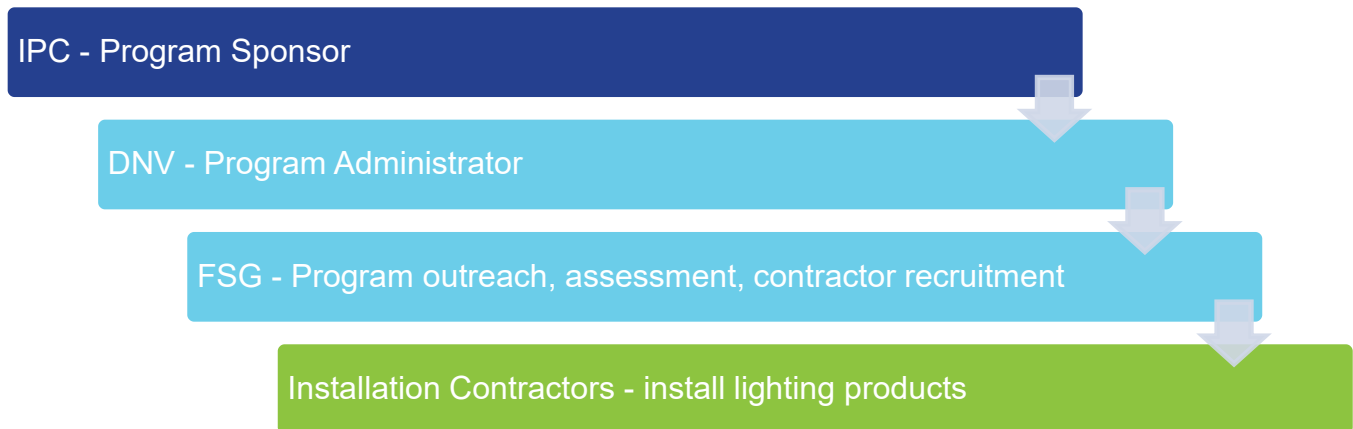 IPC - Program Sponsor
DNV - Program Administrator
FSG - Program outreach, assessment, contractor recruitment
Installation Contractors - install lighting products